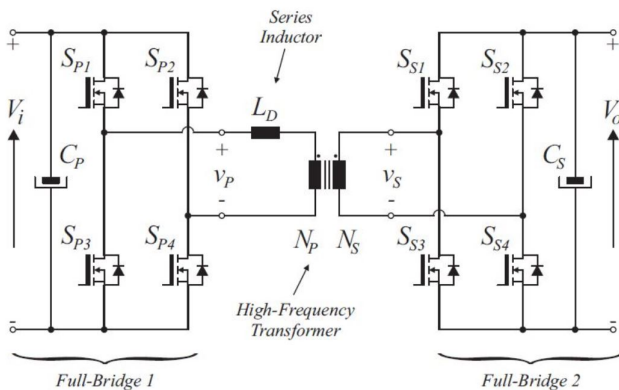 Series
Inductor
+
S_P1
S_P2
L_D
S_S1
S_S2
+
V_i
C_P
+
v_P
-
+
v_S
-
C_S
V_o
S_P3
S_P4
N_P
N_S
S_S3
S_S4
High-Frequency
Transformer
-
-
Full-Bridge 1
Full-Bridge 2